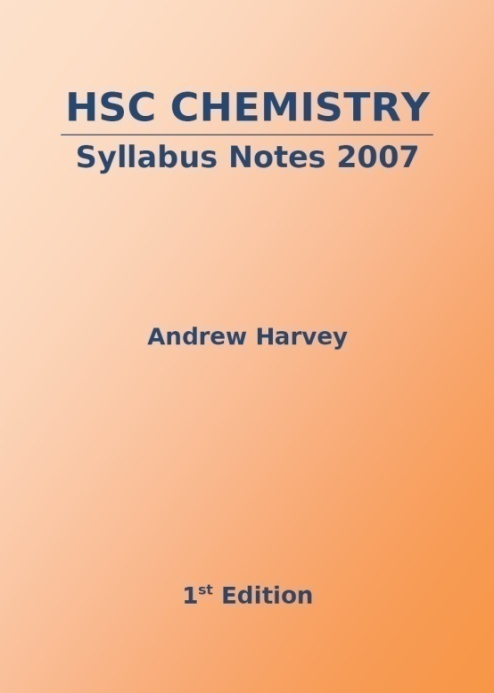 HSC CHEMISTRY
Syllabus Notes 2007
Andrew Harvey
1st Edition